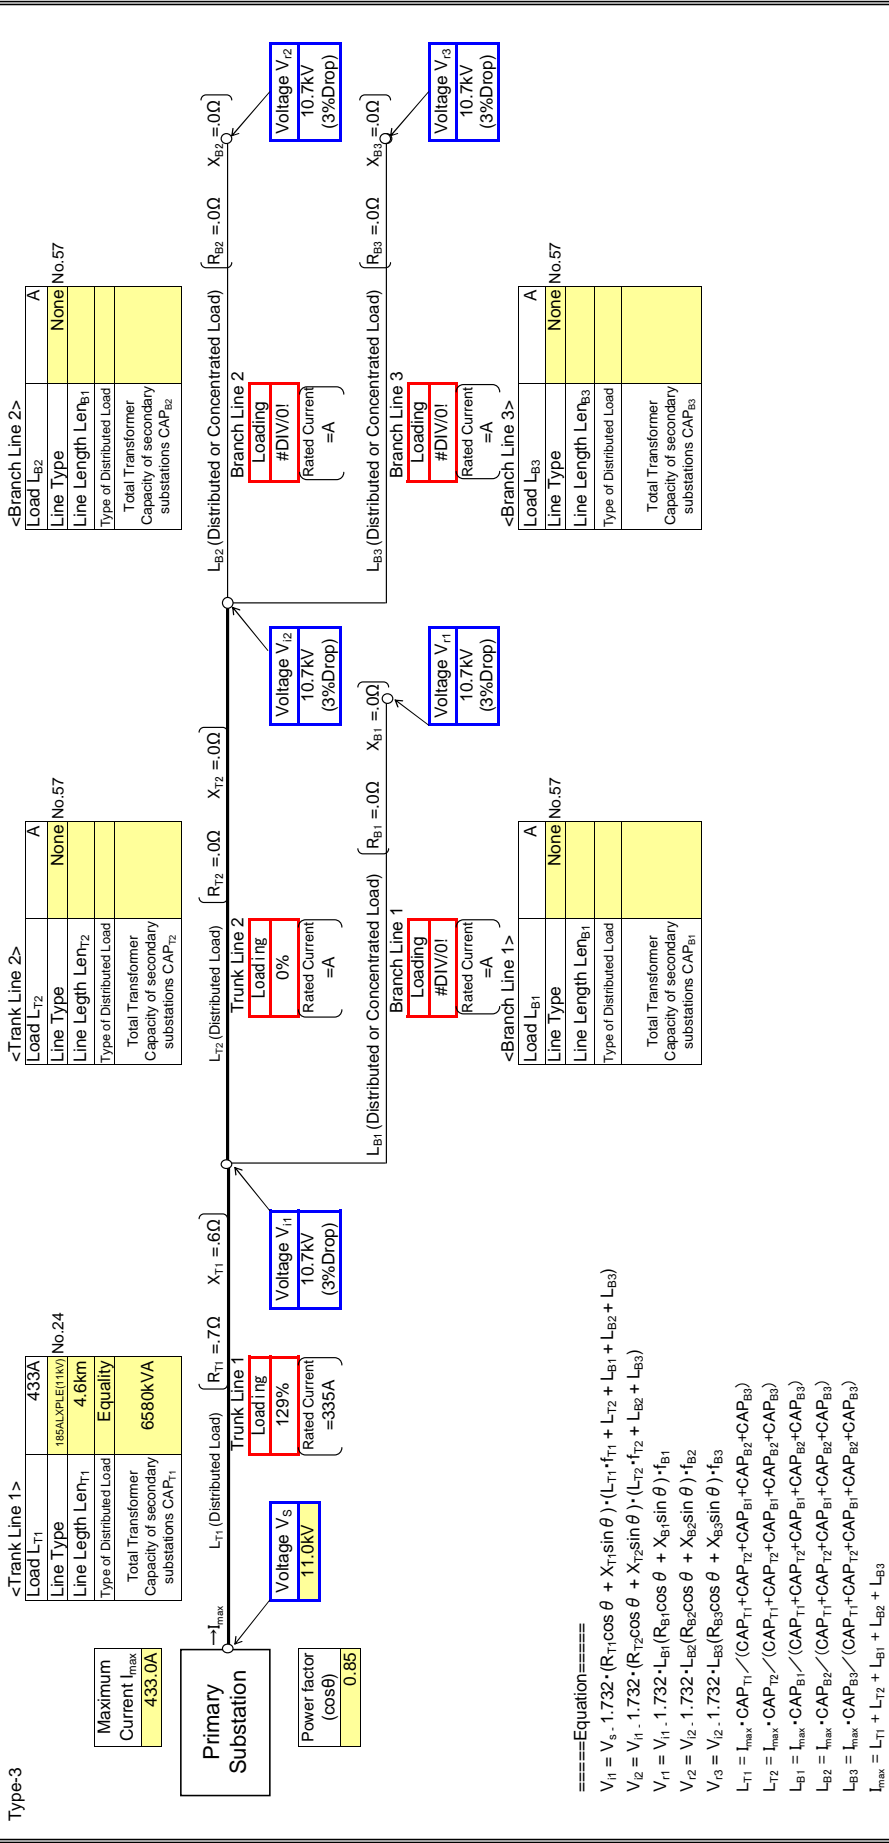 Type-3
Maximum
Current Imax
433.0A
Primary
Substation
Power factor
(cosθ)
0.85
→Imax
Voltage VS
11.0kV
<Trank Line 1>
Load LT1 433A
Line Type 185ALXPLE(11kV) No.24
Line Legth LenT1 4.6km
Type of Distributed Load Equality
Total Transformer
Capacity of secondary
substations CAPT1
6580kVA
LT1 (Distributed Load)
RT1 =.7Ω XT1 =.6Ω
Trunk Line 1
Loading
129%
Rated Current
=335A
Voltage Vi1
10.7kV
(3%Drop)
<Trank Line 2>
Load LT2 A
Line Type None No.57
Line Legth LenT2
Type of Distributed Load
Total Transformer
Capacity of secondary
substations CAPT2
LT2 (Distributed Load)
RT2 =.0Ω XT2 =.0Ω
Trunk Line 2
Loading
0%
Rated Current
=A
Voltage Vi2
10.7kV
(3%Drop)
LB1 (Distributed or Concentrated Load)
RB1 =.0Ω XB1 =.0Ω
Branch Line 1
Loading
#DIV/0!
Rated Current
=A
Voltage Vr1
10.7kV
(3%Drop)
<Branch Line 1>
Load LB1 A
Line Type None No.57
Line Length LenB1
Type of Distributed Load
Total Transformer
Capacity of secondary
substations CAPB1
<Branch Line 2>
Load LB2 A
Line Type None No.57
Line Length LenB1
Type of Distributed Load
Total Transformer
Capacity of secondary
substations CAPB2
LB2 (Distributed or Concentrated Load)
RB2 =.0Ω XB2 =.0Ω
Branch Line 2
Loading
#DIV/0!
Rated Current
=A
Voltage Vr2
10.7kV
(3%Drop)
LB3 (Distributed or Concentrated Load)
RB3 =.0Ω XB3 =.0Ω
Branch Line 3
Loading
#DIV/0!
Rated Current
=A
Voltage Vr3
10.7kV
(3%Drop)
<Branch Line 3>
Load LB3 A
Line Type None No.57
Line Length LenB3
Type of Distributed Load
Total Transformer
Capacity of secondary
substations CAPB3
=====Equation=====
Vi1 = Vs - 1.732・(RT1cosθ + XT1sinθ)・(LT1・fT1 + LT2 + LB1 + LB2 + LB3)
Vi2 = Vi1 - 1.732・(RT2cosθ + XT2sinθ)・(LT2・fT2 + LB2 + LB3)
Vr1 = Vi1 - 1.732・LB1(RB1cosθ + XB1sinθ)・fB1
Vr2 = Vi2 - 1.732・LB2(RB2cosθ + XB2sinθ)・fB2
Vr3 = Vi2 - 1.732・LB3(RB3cosθ + XB3sinθ)・fB3
LT1 = Imax・CAPT1／(CAPT1+CAPT2+CAPB1+CAPB2+CAPB3)
LT2 = Imax・CAPT2／(CAPT1+CAPT2+CAPB1+CAPB2+CAPB3)
LB1 = Imax・CAPB1／(CAPT1+CAPT2+CAPB1+CAPB2+CAPB3)
LB2 = Imax・CAPB2／(CAPT1+CAPT2+CAPB1+CAPB2+CAPB3)
LB3 = Imax・CAPB3／(CAPT1+CAPT2+CAPB1+CAPB2+CAPB3)
Imax = LT1 + LT2 + LB1 + LB2 + LB3